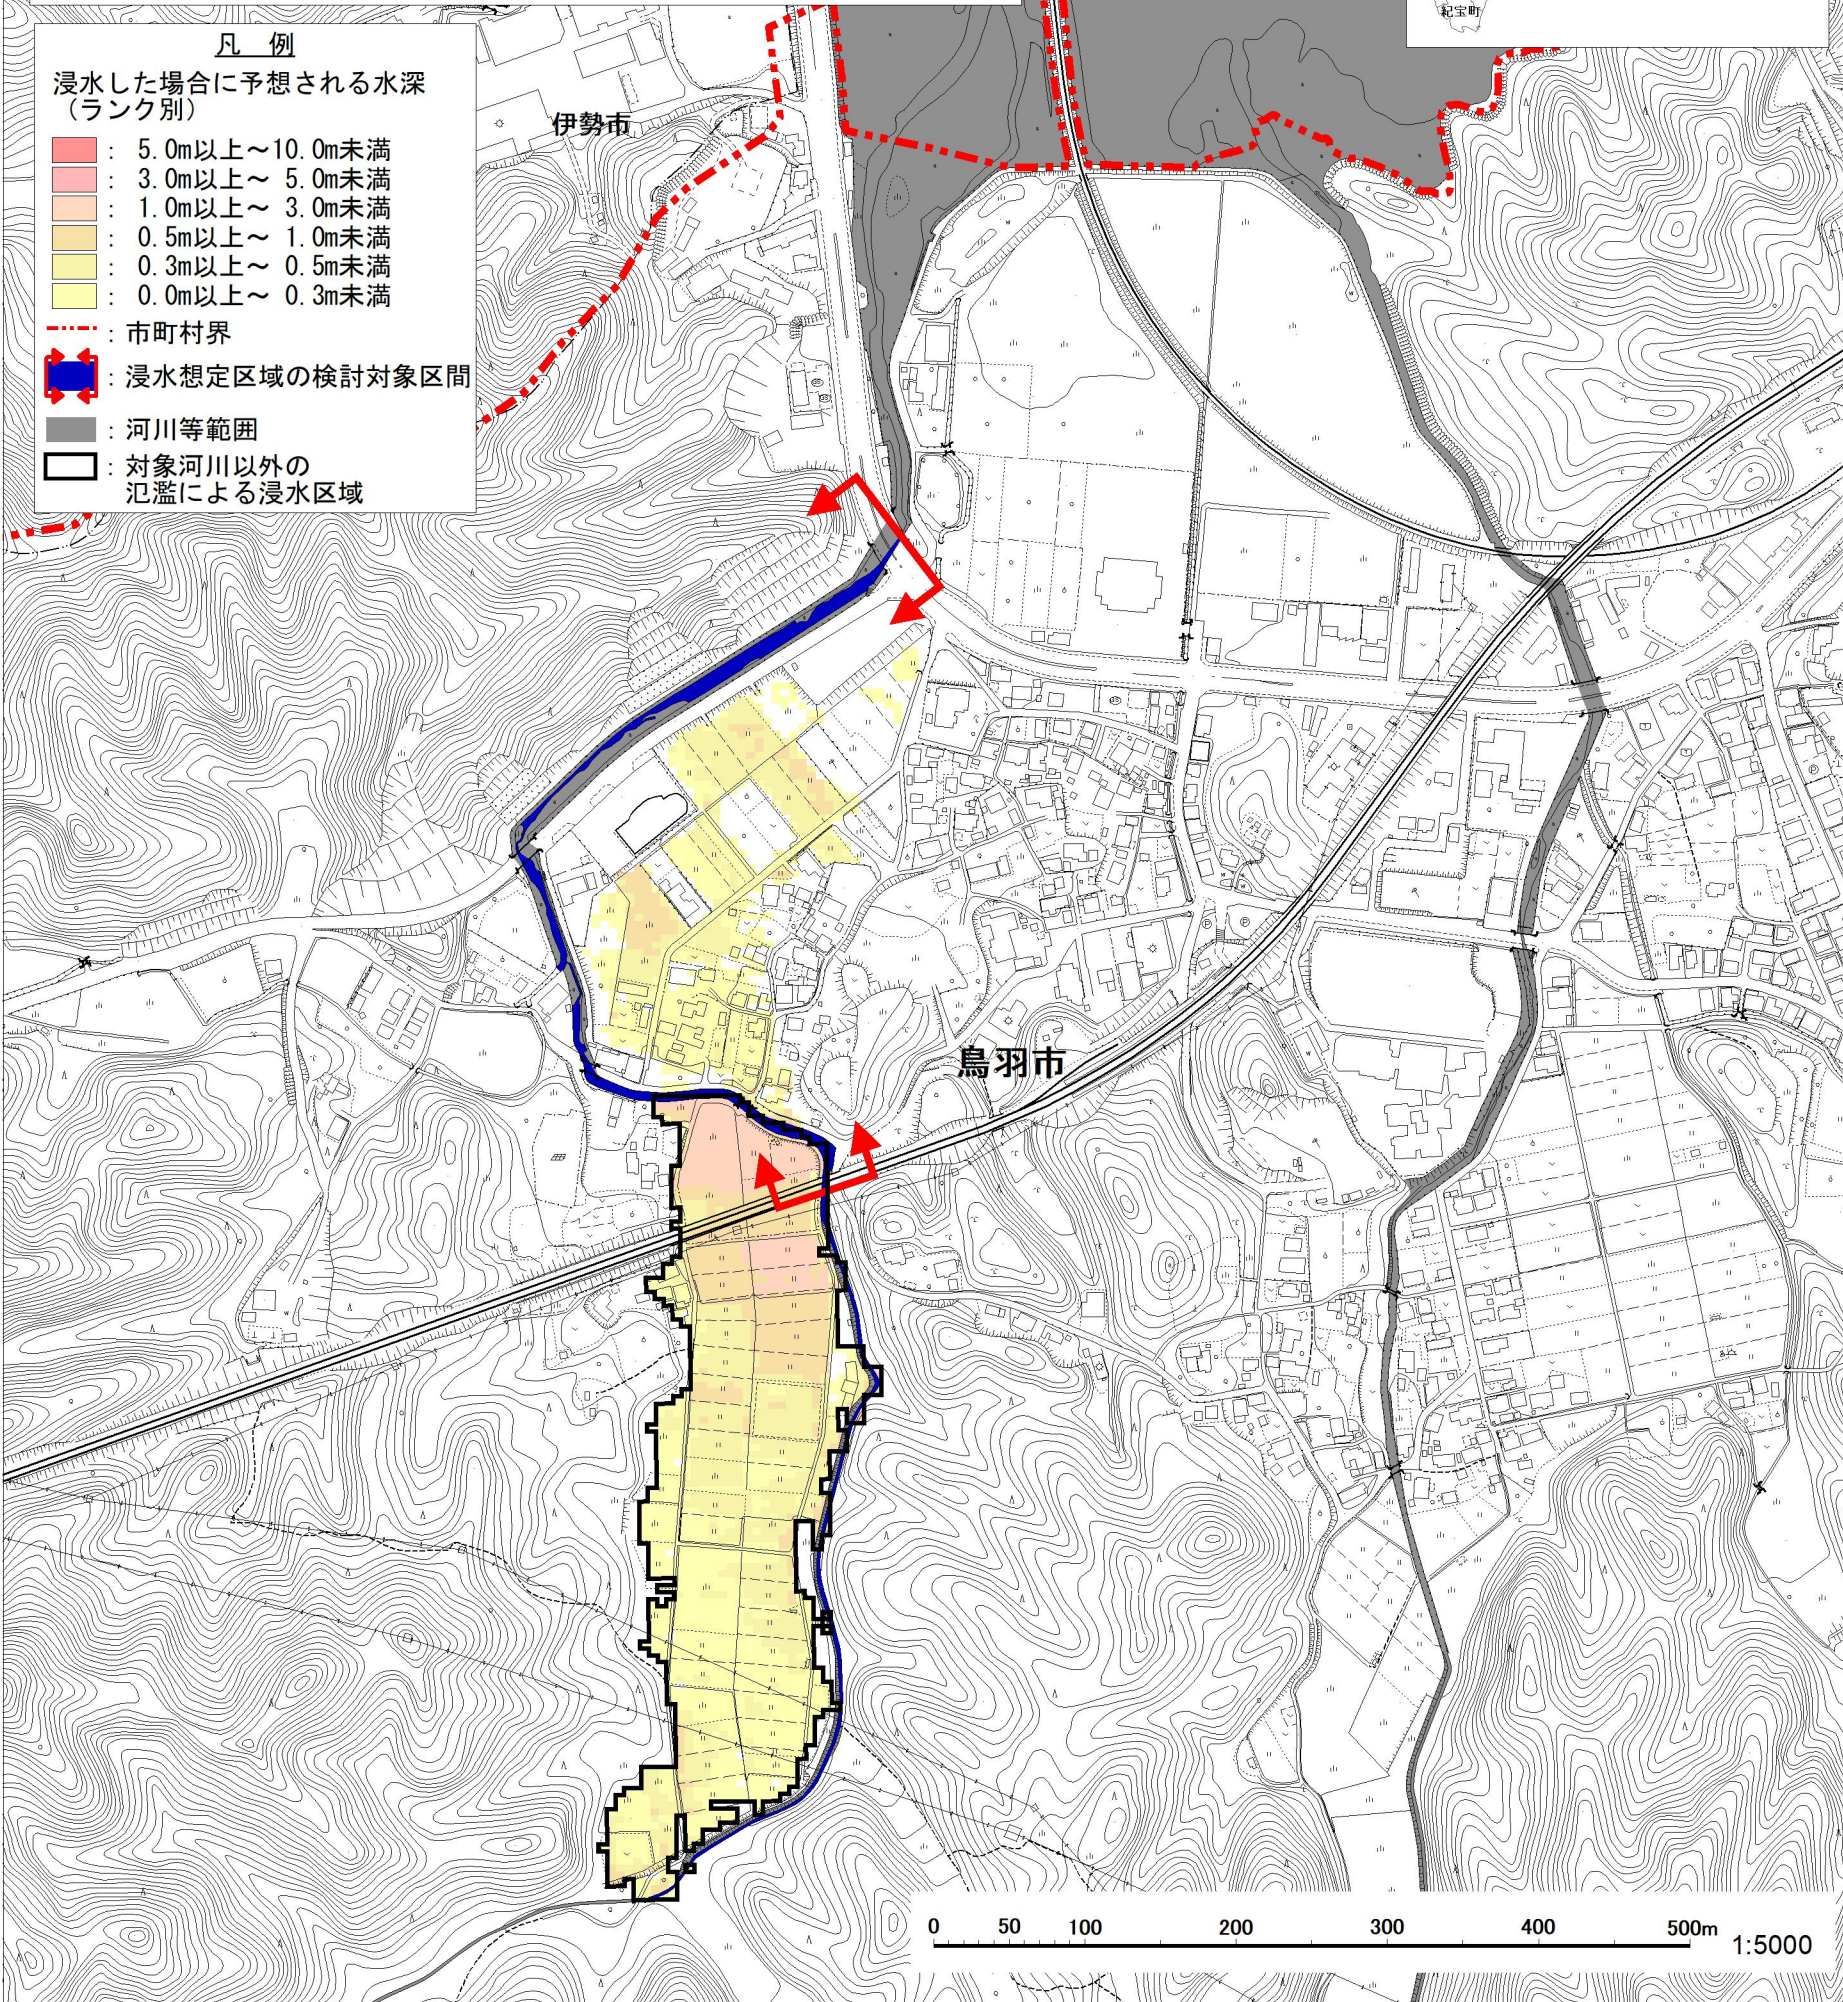 紀宝町
凡 例
浸水した場合に予想される水深
（ランク別）
: 5.0m以上～10.0m未満
: 3.0m以上～ 5.0m未満
: 1.0m以上～ 3.0m未満
: 0.5m以上～ 1.0m未満
: 0.3m以上～ 0.5m未満
: 0.0m以上～ 0.3m未満
: 市町村界
: 浸水想定区域の検討対象区間
: 河川等範囲
: 対象河川以外の
氾濫による浸水区域
伊勢市
鳥羽市
0 50 100 200 300 400 500m
1:5000